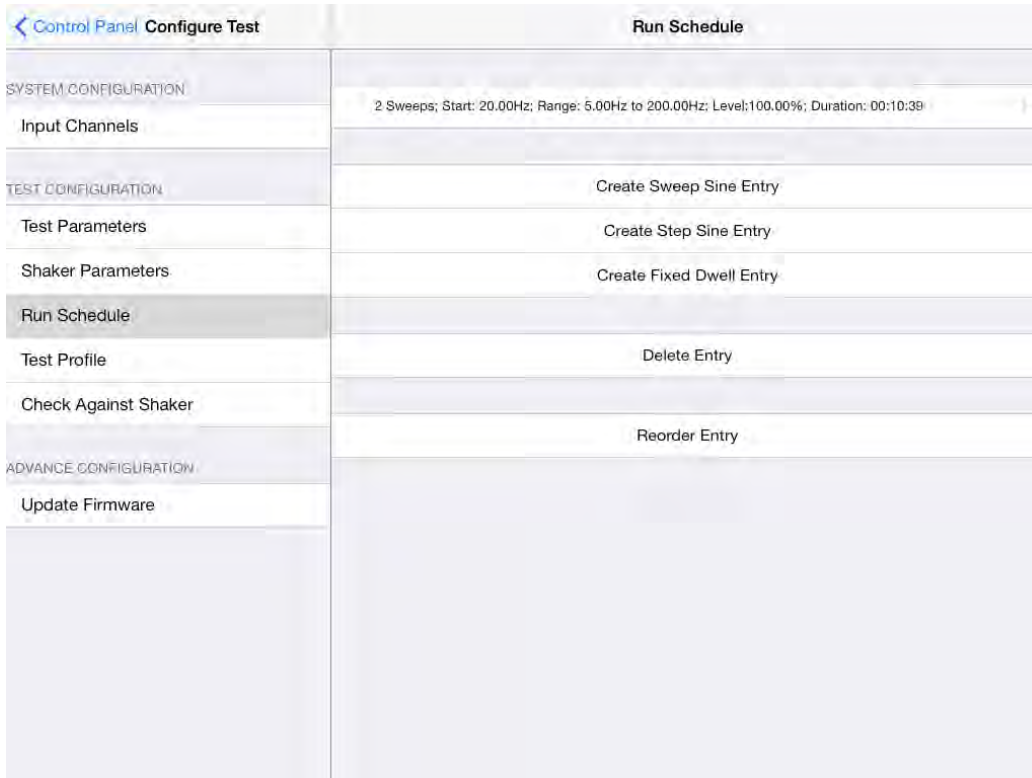 Control Panel Configure Test
Run Schedule
SYSTEM CONFIGURATION
Input Channels
TEST CONFIGURATION
Test Parameters
Shaker Parameters
Run Schedule
Test Profile
Check Against Shaker
ADVANCE CONFIGURATION
Update Firmware
2 Sweeps; Start: 20.00Hz; Range: 5.00Hz to 200.00Hz; Level:100.00%; Duration: 00:10:39
Create Sweep Sine Entry
Create Step Sine Entry
Create Fixed Dwell Entry
Delete Entry
Reorder Entry